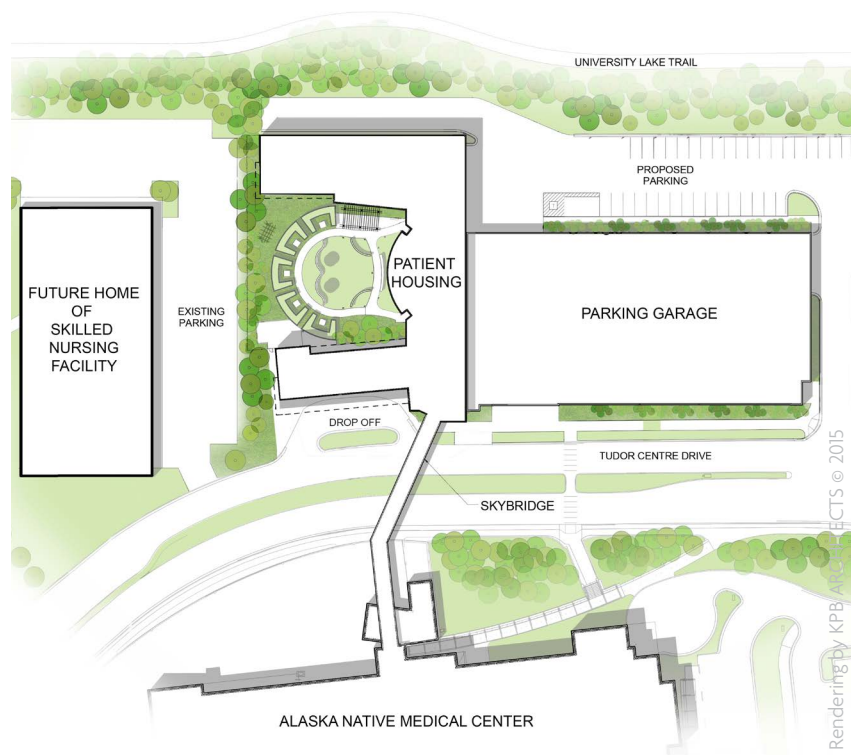 UNIVERSITY LAKE TRAIL
PROPOSED
PARKING
PATIENT
HOUSING
FUTURE HOME
OF
SKILLED
NURSING
FACILITY
EXISTING
PARKING
PARKING GARAGE
DROP OFF
TUDOR CENTRE DRIVE
SKYBRIDGE
ALASKA NATIVE MEDICAL CENTER
Rendering by KPB ARCHITECTS © 2015